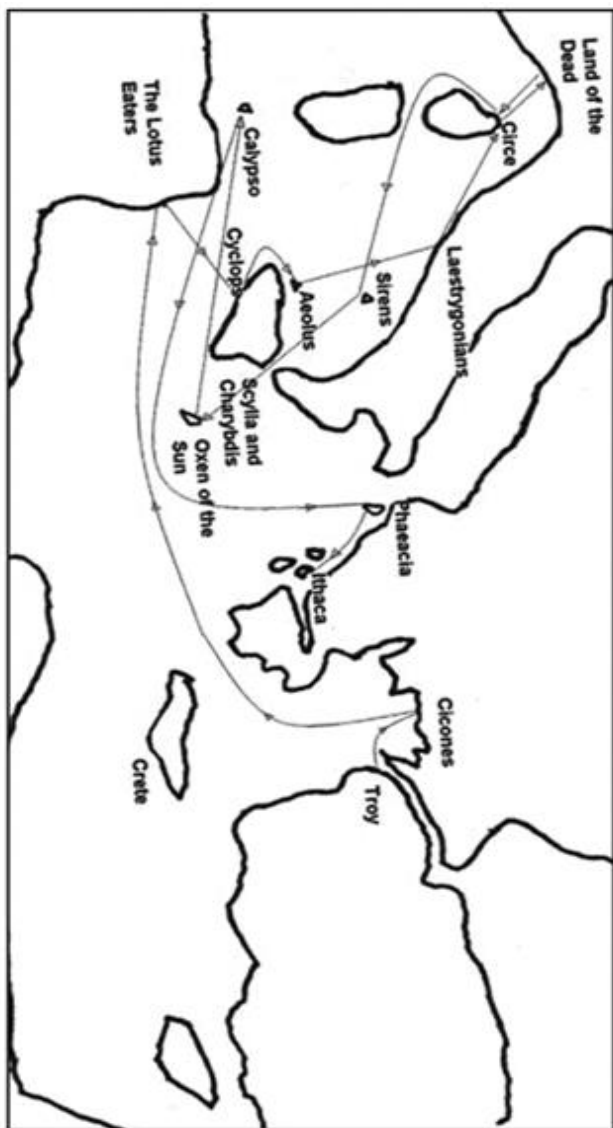 Land of the
Dead
Circe
Laestrygonians
Sirens
Aeolus
Cyclops
Calypso
The Lotus
Eaters
Scylla and
Charybdis
Oxen of the
Sun
Phaeacia
Ithaca
Cicones
Troy
Crete